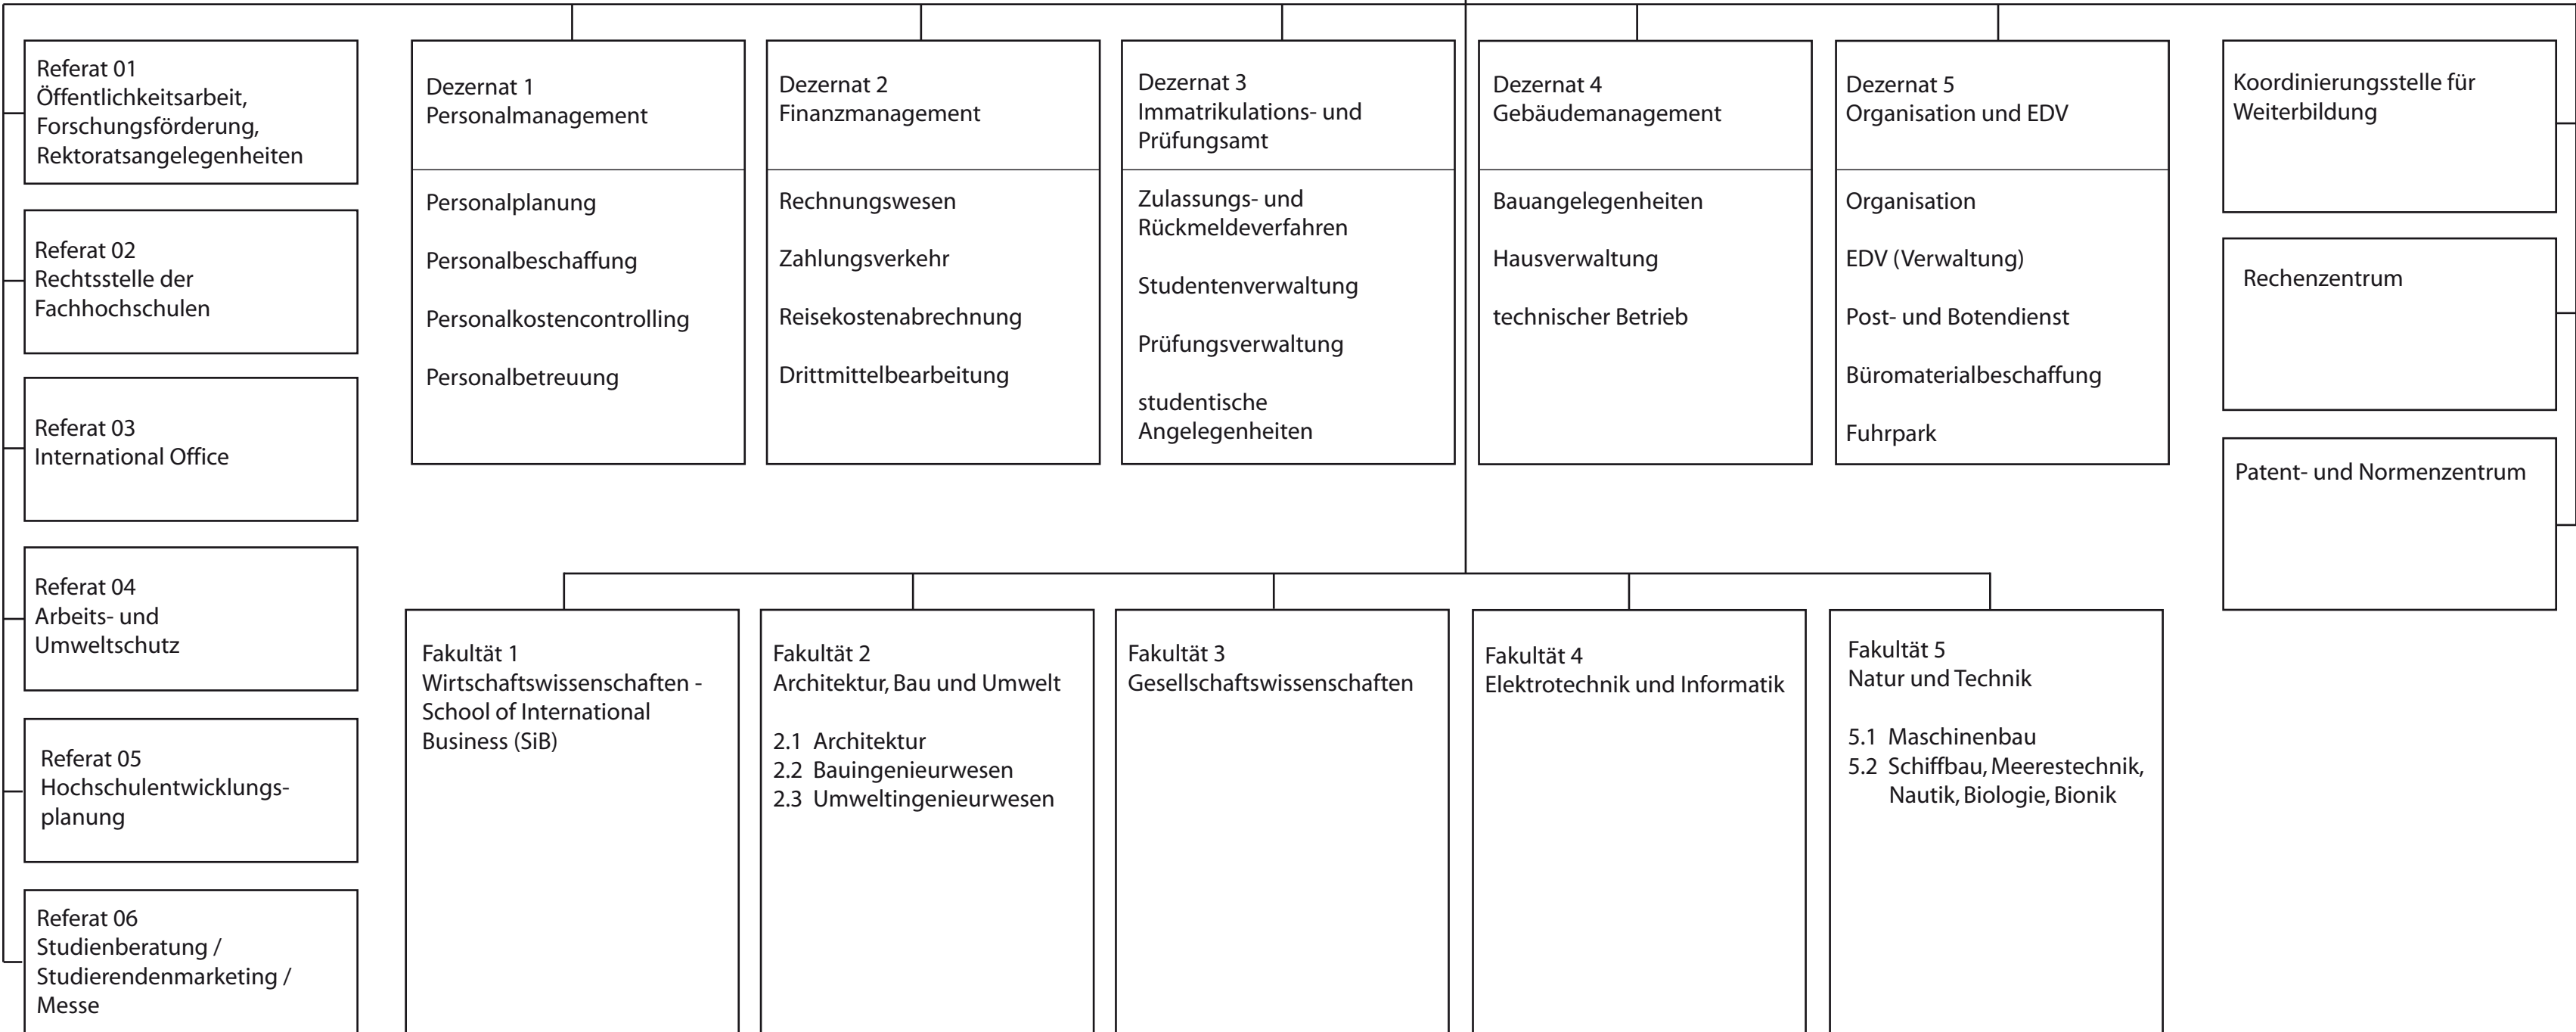 Referat 01
Öffentlichkeitsarbeit,
Forschungsförderung,
Rektoratsangelegenheiten
Referat 02
Rechtsstelle der
Fachhochschulen
Referat 03
International Office
Referat 04
Arbeits- und
Umweltschutz
Referat 05
Hochschulentwicklungs-
planung
Referat 06
Studienberatung /
Studierendenmarketing /
Messe
Dezernat 1
Personalmanagement
Personalplanung
Personalbeschaffung
Personalkostencontrolling
Personalbetreuung
Dezernat 2
Finanzmanagement
Rechnungswesen
Zahlungsverkehr
Reisekostenabrechnung
Drittmittelbearbeitung
Dezernat 3
Immatrikulations- und
Prüfungsamt
Zulassungs- und
Rückmeldeverfahren
Studentenverwaltung
Prüfungsverwaltung
studentische
Angelegenheiten
Dezernat 4
Gebäudemanagement
Bauangelegenheiten
Hausverwaltung
technischer Betrieb
Dezernat 5
Organisation und EDV
Organisation
EDV (Verwaltung)
Post- und Botendienst
Büromaterialbeschaffung
Fuhrpark
Koordinierungsstelle für
Weiterbildung
Rechenzentrum
Patent- und Normenzentrum
Fakultät 1
Wirtschaftswissenschaften -
School of International
Business (SiB)
Fakultät 2
Architektur, Bau und Umwelt
2.1 Architektur
2.2 Bauingenieurwesen
2.3 Umweltingenieurwesen
Fakultät 3
Gesellschaftswissenschaften
Fakultät 4
Elektrotechnik und Informatik
Fakultät 5
Natur und Technik
5.1 Maschinenbau
5.2 Schiffbau, Meerestechnik,
Nautik, Biologie, Bionik